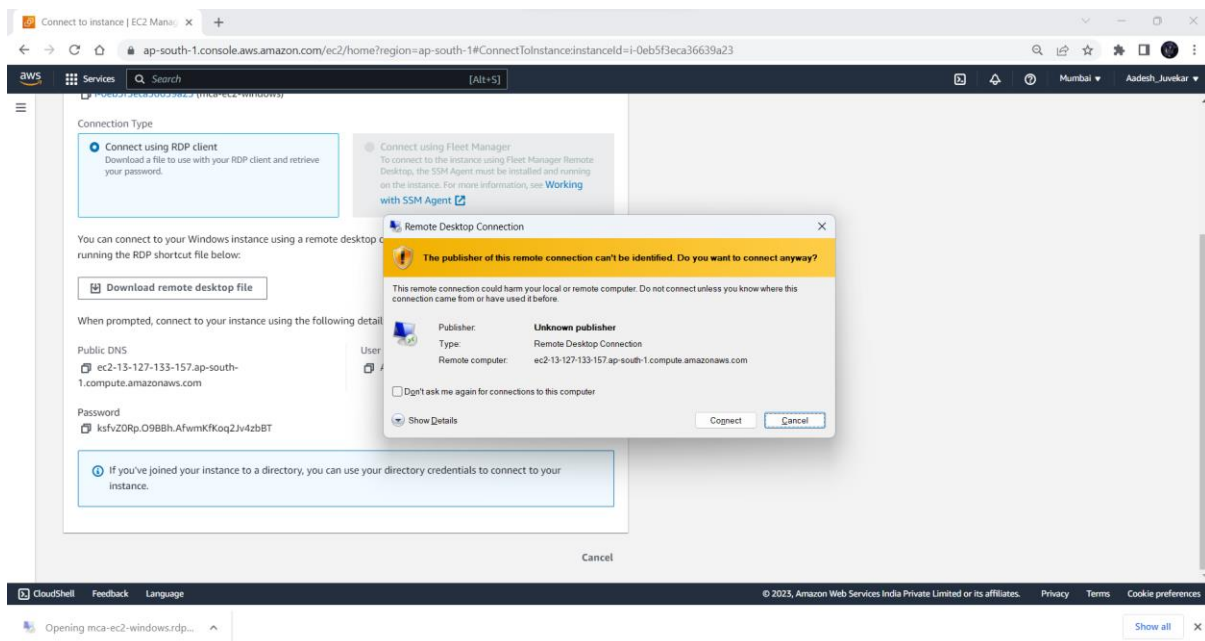 Connect to instance | EC2 Manag
ap-south-1.console.aws.amazon.com/ec2/home?region=ap-south-1#ConnectToInstance:instanceId=i-0eb5f3eca36639a23
aws Services Search [Alt+S] Mumbai Aadesh_Juvekar
i-0eb5f3eca36639a23 (mca-ec2-windows)
Connection Type
Connect using RDP client
Download a file to use with your RDP client and retrieve
your password.
Connect using Fleet Manager
To connect to the instance using Fleet Manager Remote
Desktop, the SSM Agent must be installed and running
on the instance. For more information, see Working
with SSM Agent
You can connect to your Windows instance using a remote desktop c
running the RDP shortcut file below:
Download remote desktop file
When prompted, connect to your instance using the following detail
Public DNS
ec2-13-127-133-157.ap-south-
1.compute.amazonaws.com
User
A
Password
ksfvZ0Rp.O9BBh.AfwmKfKoq2Jv4zbBT
If you've joined your instance to a directory, you can use your directory credentials to connect to your
instance.
Cancel
Remote Desktop Connection
The publisher of this remote connection can't be identified. Do you want to connect anyway?
This remote connection could harm your local or remote computer. Do not connect unless you know where this
connection came from or have used it before.
Publisher: Unknown publisher
Type: Remote Desktop Connection
Remote computer: ec2-13-127-133-157.ap-south-1.compute.amazonaws.com
Don't ask me again for connections to this computer
Show Details Connect Cancel
CloudShell Feedback Language © 2023, Amazon Web Services India Private Limited or its affiliates. Privacy Terms Cookie preferences
Opening mca-ec2-windows.rdp... Show all